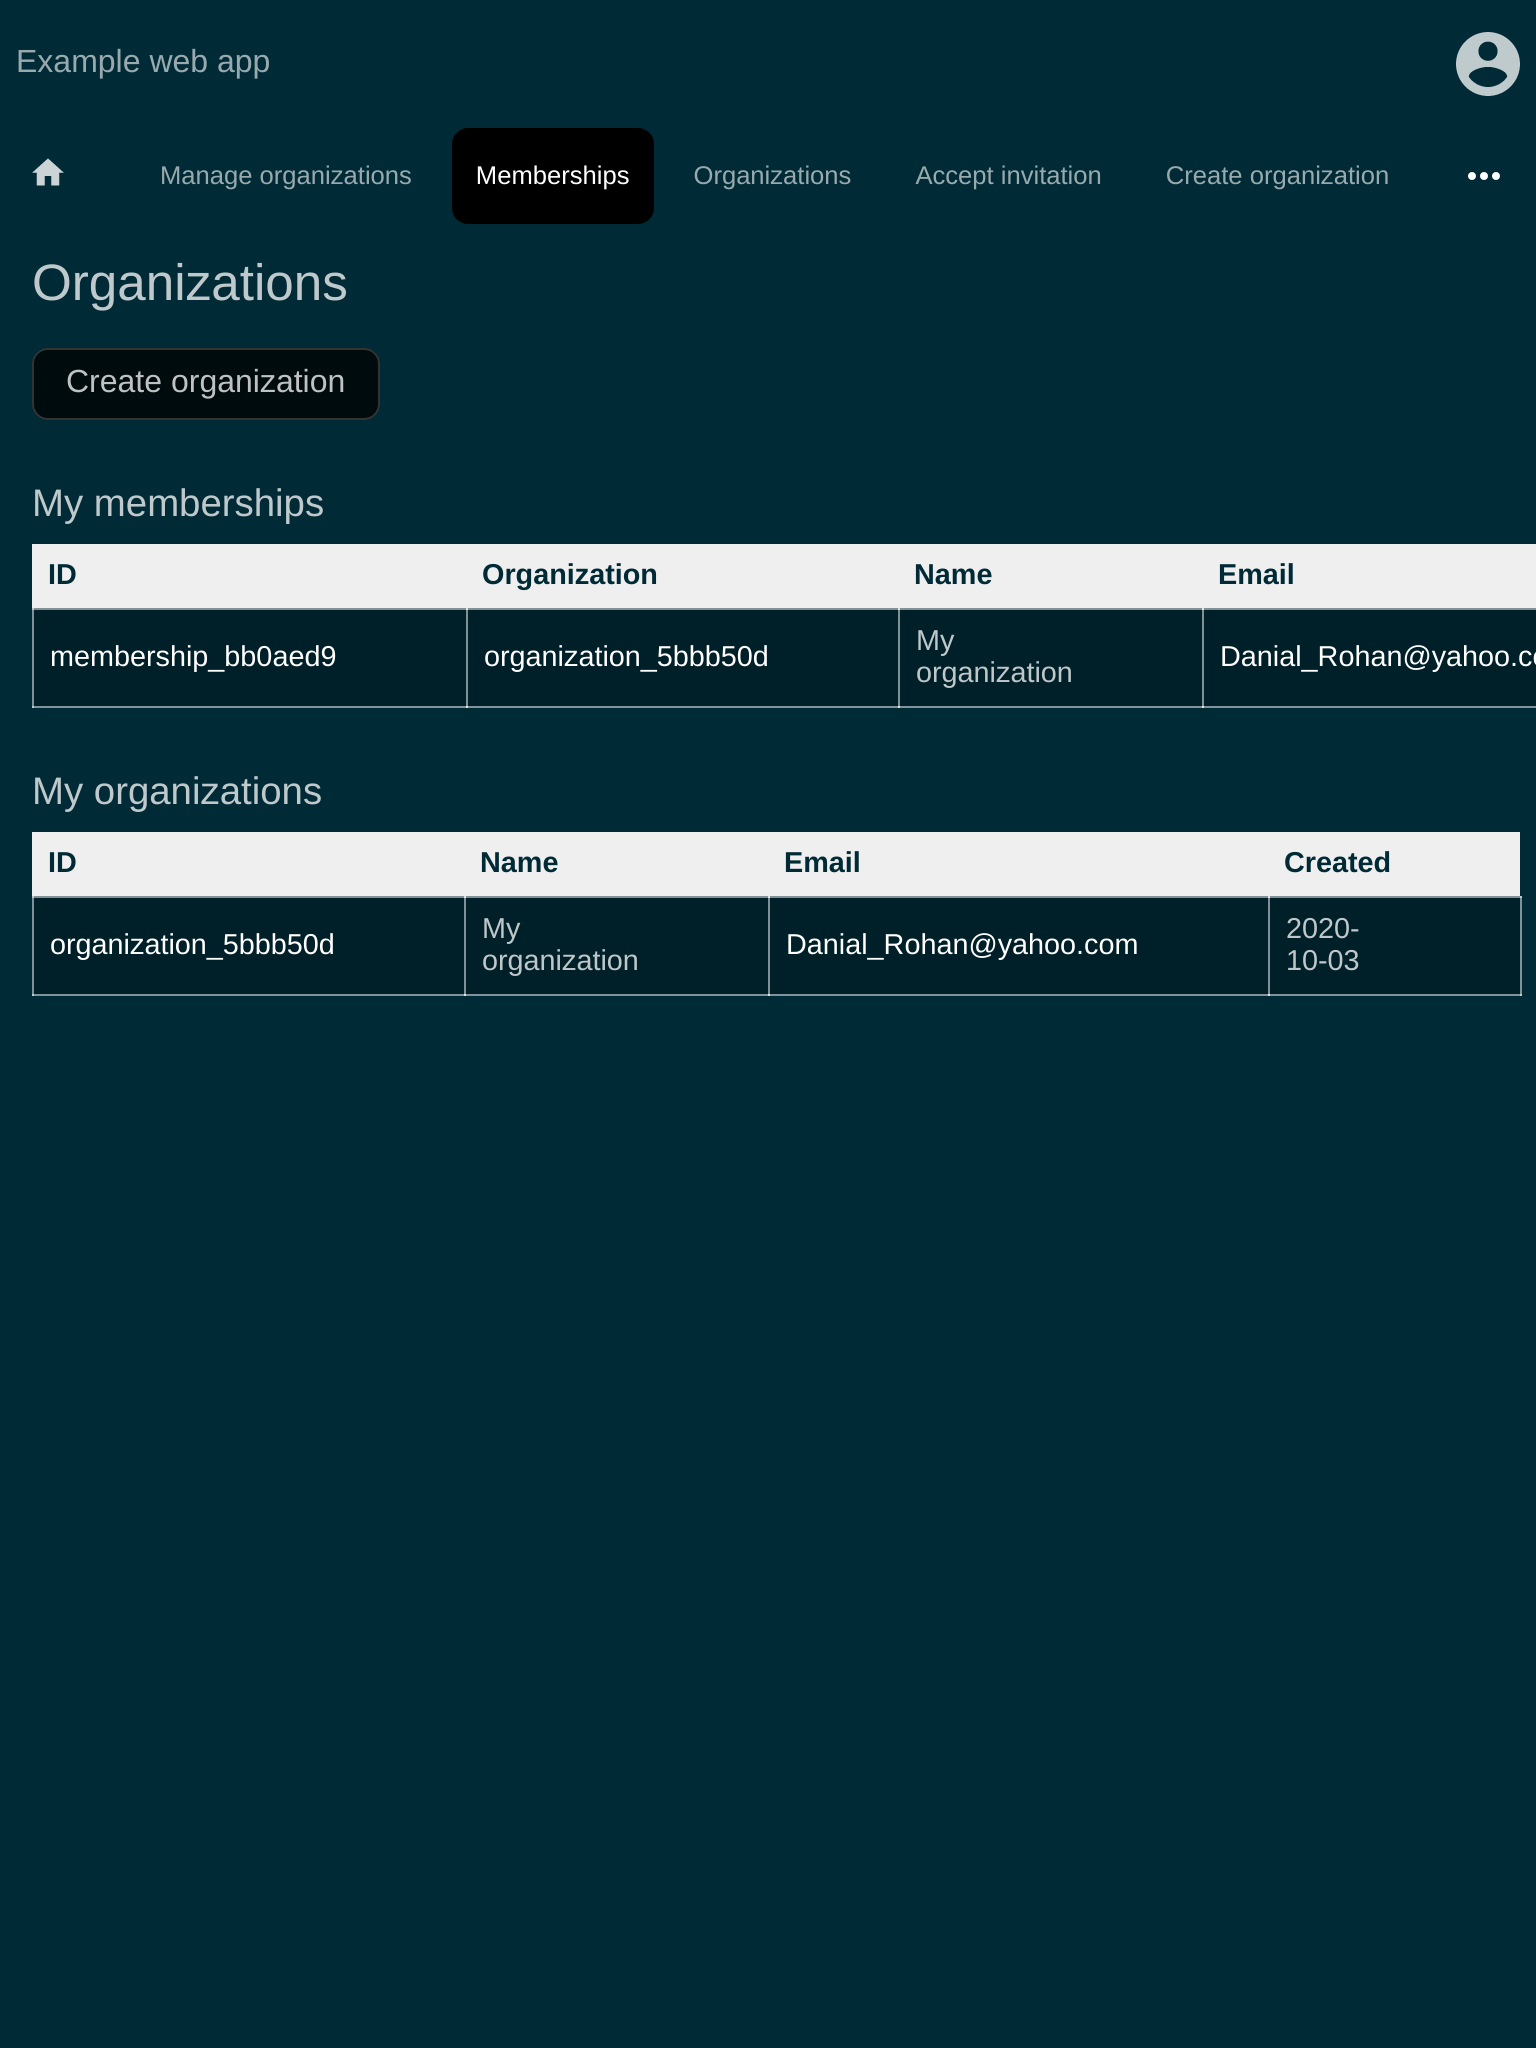 Example web app
Manage organizations Memberships Organizations Accept invitation Create organization
Organizations
Create organization
My memberships
ID Organization Name Email
membership_bb0aed9 organization_5bbb50d My organization Danial_Rohan@yahoo.c
My organizations
ID Name Email Created
organization_5bbb50d My organization Danial_Rohan@yahoo.com 2020-10-03